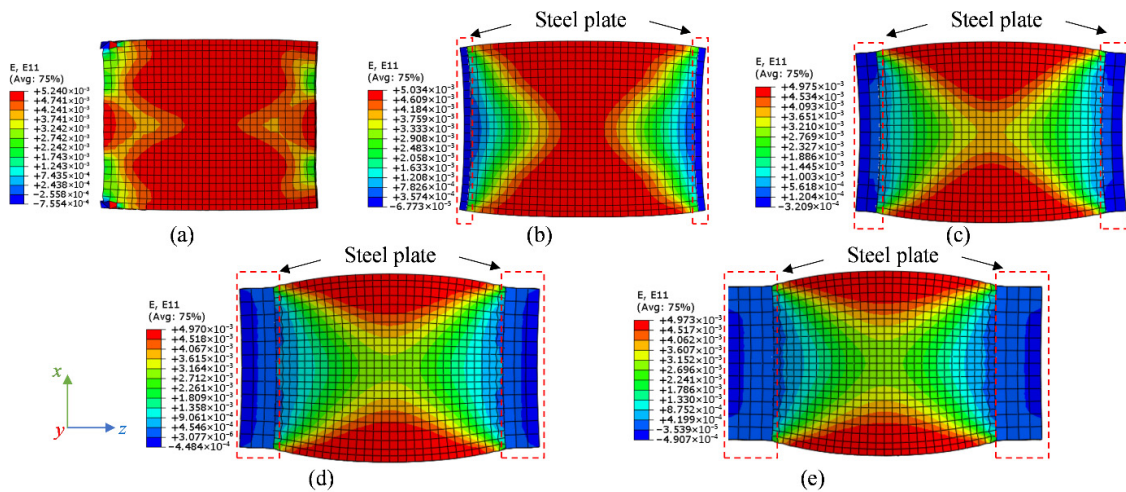 Steel plate
Steel plate
E, E11
(Avg: 75%)
+5.240×10⁻³
+4.741×10⁻³
+4.241×10⁻³
+3.741×10⁻³
+3.242×10⁻³
+2.742×10⁻³
+2.242×10⁻³
+1.743×10⁻³
+1.243×10⁻³
+7.435×10⁻⁴
+2.438×10⁻⁴
−2.558×10⁻⁴
−7.554×10⁻⁴
(a)
E, E11
(Avg: 75%)
+5.034×10⁻³
+4.609×10⁻³
+4.184×10⁻³
+3.759×10⁻³
+3.333×10⁻³
+2.908×10⁻³
+2.483×10⁻³
+2.058×10⁻³
+1.633×10⁻³
+1.208×10⁻³
+7.826×10⁻⁴
+3.574×10⁻⁴
−6.773×10⁻⁵
(b)
E, E11
(Avg: 75%)
+4.975×10⁻³
+4.534×10⁻³
+4.093×10⁻³
+3.651×10⁻³
+3.210×10⁻³
+2.769×10⁻³
+2.327×10⁻³
+1.886×10⁻³
+1.445×10⁻³
+1.003×10⁻³
+5.618×10⁻⁴
+1.204×10⁻⁴
−3.209×10⁻⁴
(c)
Steel plate
Steel plate
E, E11
(Avg: 75%)
+4.970×10⁻³
+4.518×10⁻³
+4.067×10⁻³
+3.615×10⁻³
+3.164×10⁻³
+2.712×10⁻³
+2.261×10⁻³
+1.809×10⁻³
+1.358×10⁻³
+9.061×10⁻⁴
+4.546×10⁻⁴
+3.077×10⁻⁶
−4.484×10⁻⁴
(d)
E, E11
(Avg: 75%)
+4.973×10⁻³
+4.517×10⁻³
+4.062×10⁻³
+3.607×10⁻³
+3.152×10⁻³
+2.696×10⁻³
+2.241×10⁻³
+1.786×10⁻³
+1.330×10⁻³
+8.752×10⁻⁴
+4.199×10⁻⁴
−3.539×10⁻⁵
−4.907×10⁻⁴
(e)
x
y
z